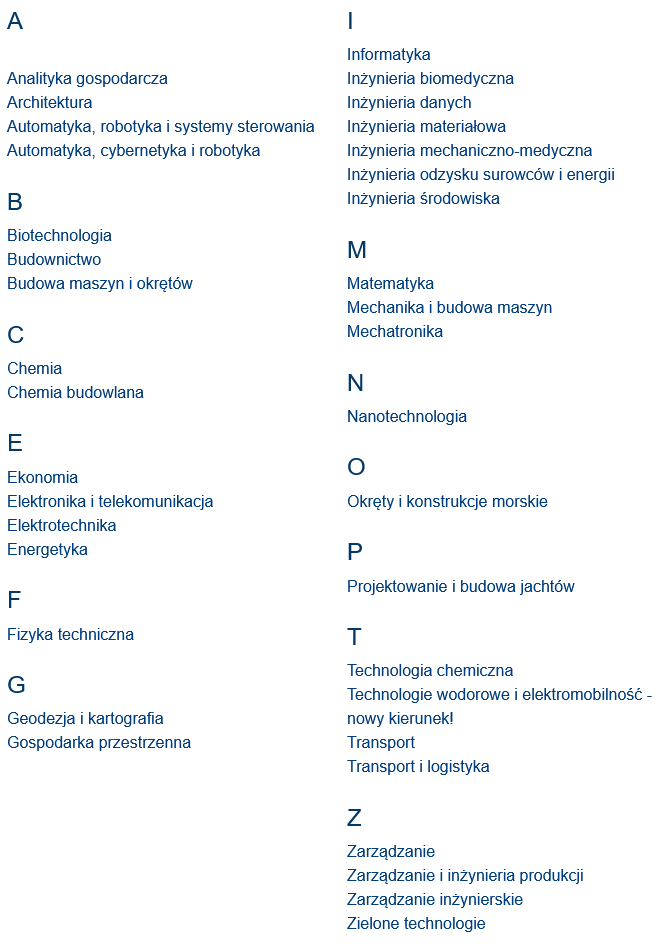 A
Analityka gospodarcza
Architektura
Automatyka, robotyka i systemy sterowania
Automatyka, cybernetyka i robotyka
B
Biotechnologia
Budownictwo
Budowa maszyn i okrętów
C
Chemia
Chemia budowlana
E
Ekonomia
Elektronika i telekomunikacja
Elektrotechnika
Energetyka
F
Fizyka techniczna
G
Geodezja i kartografia
Gospodarka przestrzenna
I
Informatyka
Inżynieria biomedyczna
Inżynieria danych
Inżynieria materiałowa
Inżynieria mechaniczno-medyczna
Inżynieria odzysku surowców i energii
Inżynieria środowiska
M
Matematyka
Mechanika i budowa maszyn
Mechatronika
N
Nanotechnologia
O
Okręty i konstrukcje morskie
P
Projektowanie i budowa jachtów
T
Technologia chemiczna
Technologie wodorowe i elektromobilność -
nowy kierunek!
Transport
Transport i logistyka
Z
Zarządzanie
Zarządzanie i inżynieria produkcji
Zarządzanie inżynierskie
Zielone technologie